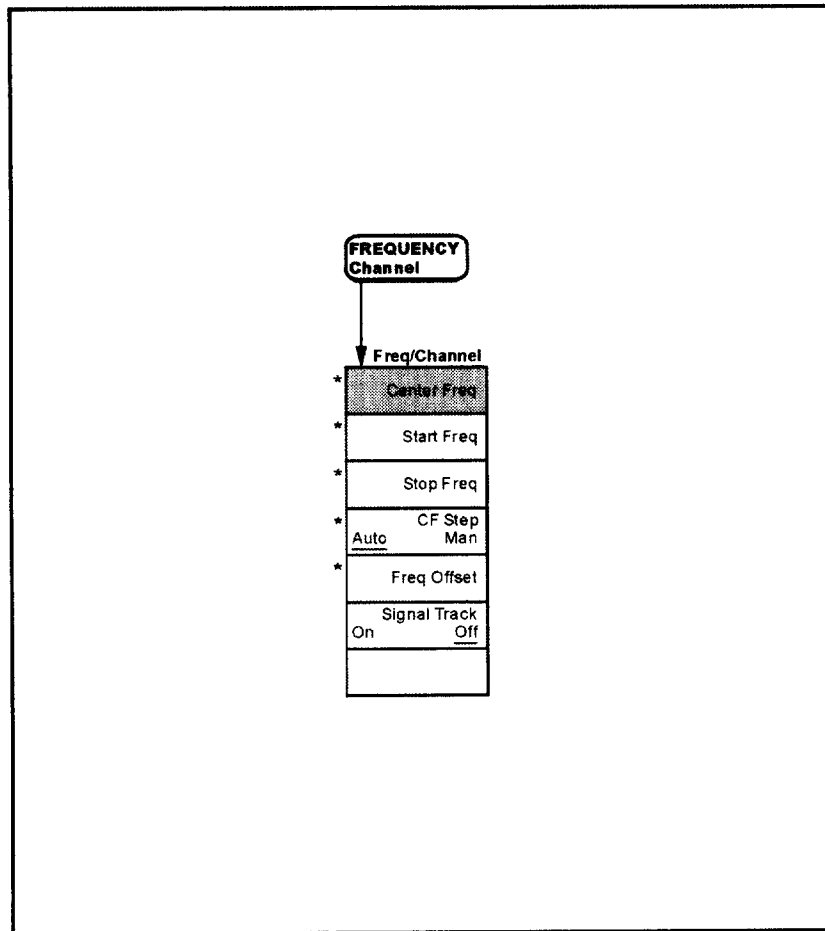 FREQUENCY
Channel
Freq/Channel
* Center Freq
* Start Freq
* Stop Freq
* CF Step
Auto Man
* Freq Offset
Signal Track
On Off